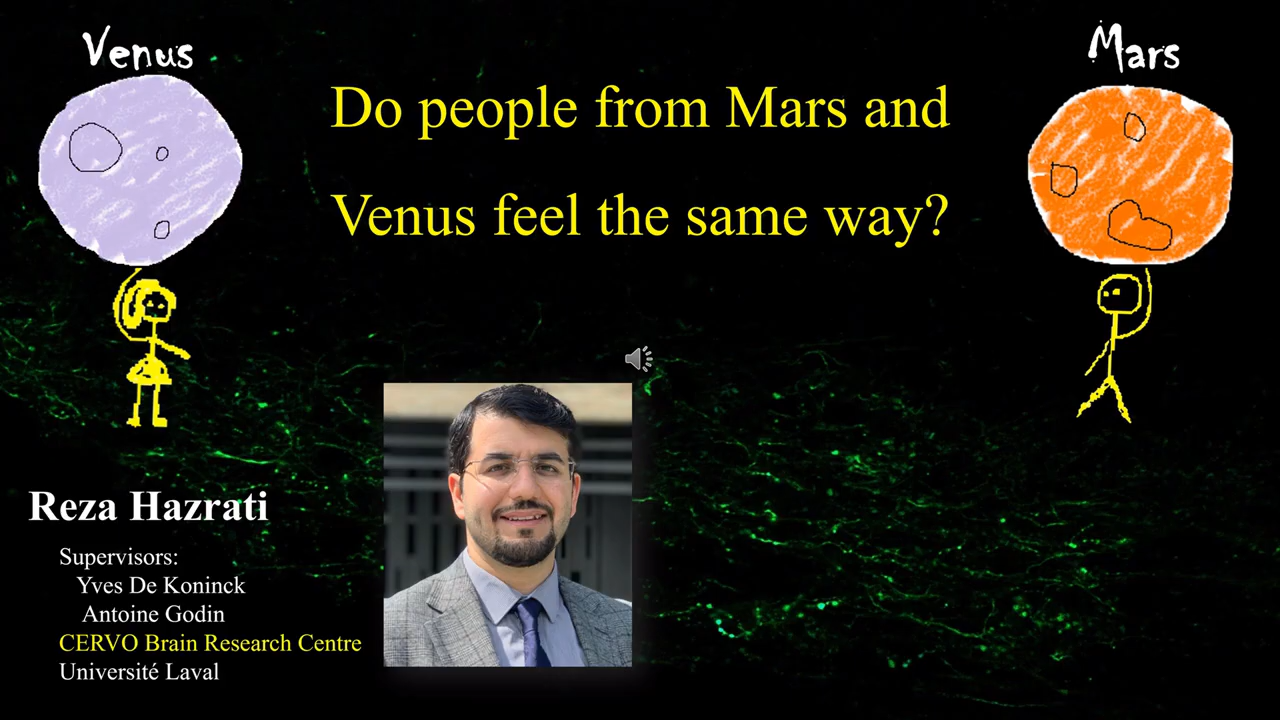 Venus
Mars
Do people from Mars and
Venus feel the same way?
Reza Hazrati
Supervisors:
Yves De Koninck
Antoine Godin
CERVO Brain Research Centre
Université Laval